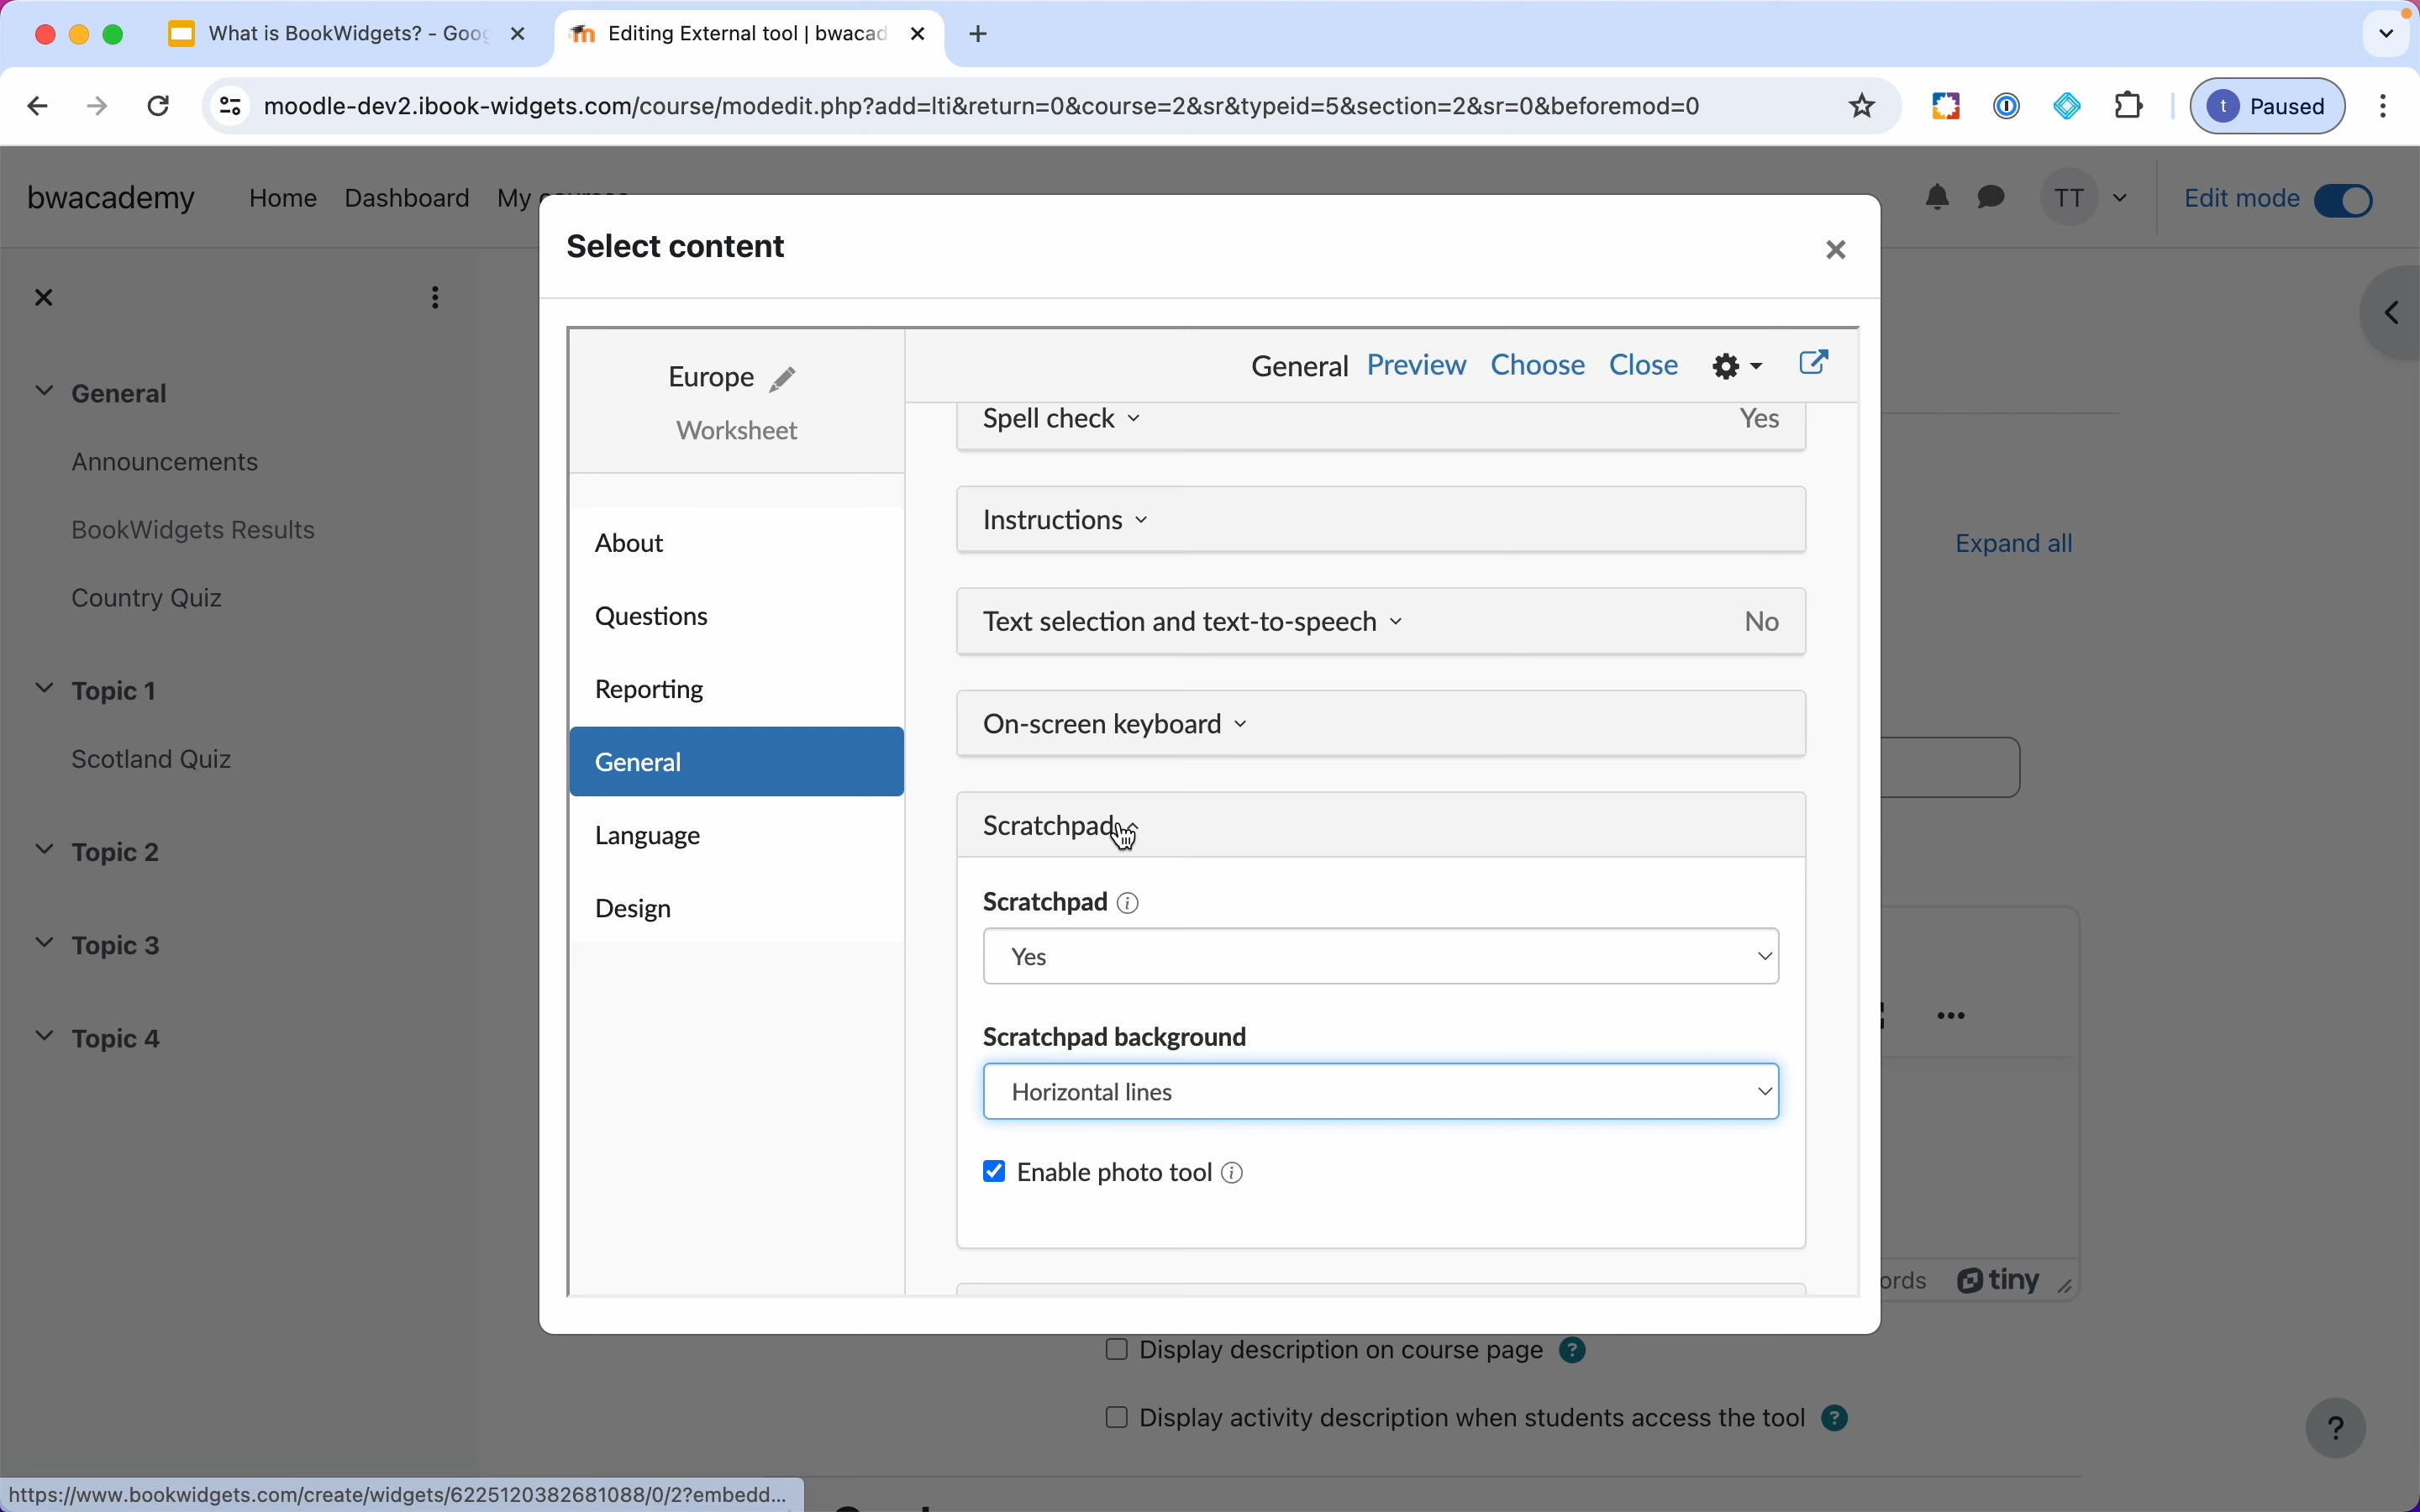 What is BookWidgets? - Goog
Editing External tool | bwacad
moodle-dev2.ibook-widgets.com/course/modedit.php?add=lti&return=0&course=2&sr&typeid=5&section=2&sr=0&beforemod=0
t Paused
bwacademy
Home
Dashboard
My courses
TT
Edit mode
Select content
General
Announcements
BookWidgets Results
Country Quiz
Topic 1
Scotland Quiz
Topic 2
Topic 3
Topic 4
Europe
Worksheet
General
Preview
Choose
Close
About
Questions
Reporting
General
Language
Design
Spell check
Yes
Instructions
Text selection and text-to-speech
No
On-screen keyboard
Scratchpad
Scratchpad
Yes
Scratchpad background
Horizontal lines
Enable photo tool
Expand all
ords
tiny
Display description on course page
?
Display activity description when students access the tool
?
?
https://www.bookwidgets.com/create/widgets/6225120382681088/0/2?embedd...